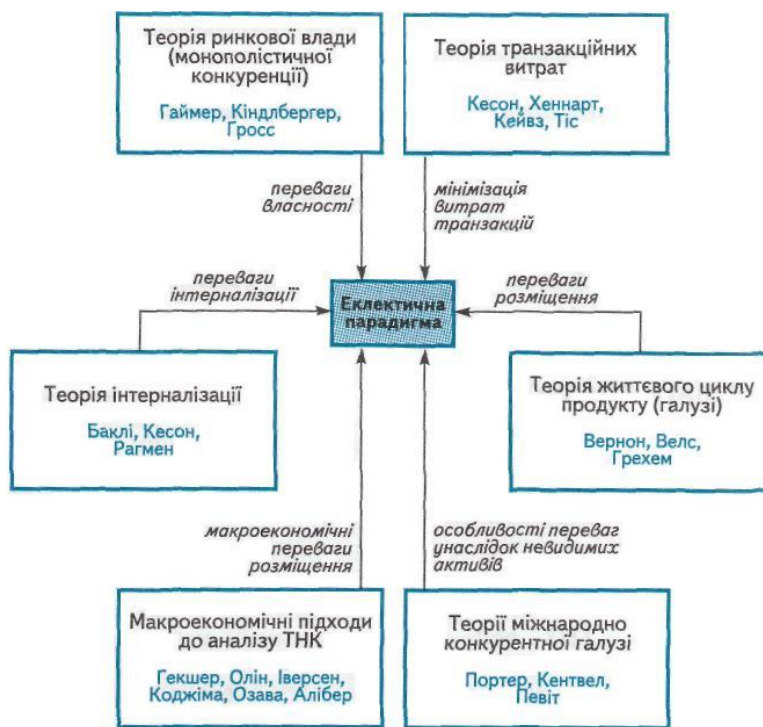 Теорія ринкової влади
(монополістичної
конкуренції)
Гаймер, Кіндлбергер,
Гросс
Теорія транзакційних
витрат
Кесон, Хеннарт,
Кейвз, Тіс
переваги
власності
мінімізація
витрат
транзакцій
переваги
інтерналізації
Еклектична
парадигма
переваги
розміщення
Теорія інтерналізації
Баклі, Кесон,
Рагмен
Теорія життєвого циклу
продукту (галузі)
Вернон, Велс,
Грехем
макроекономічні
переваги
розміщення
особливості переваг
унаслідок невидимих
активів
Макроекономічні підходи
до аналізу ТНК
Гекшер, Олін, Іверсен,
Коджіма, Озава, Алібер
Теорії міжнародно
конкурентної галузі
Портер, Кентвел,
Певіт